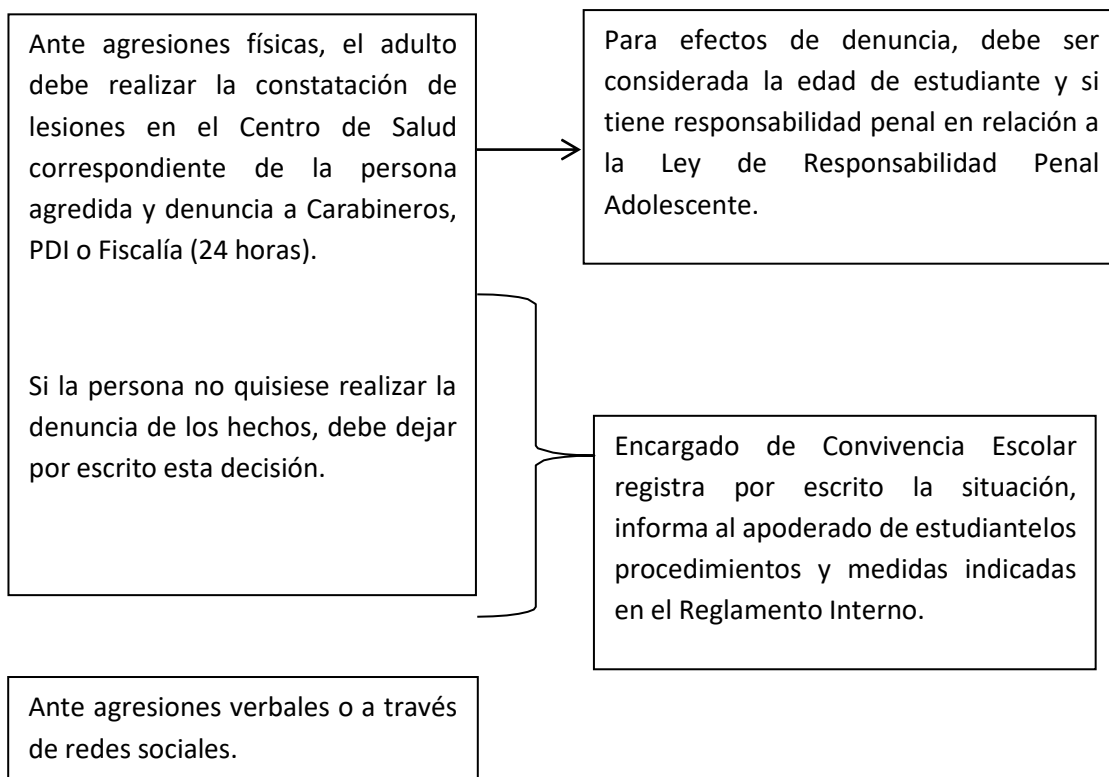 Ante agresiones físicas, el adulto
debe realizar la constatación de
lesiones en el Centro de Salud
correspondiente de la persona
agredida y denuncia a Carabineros,
PDI o Fiscalía (24 horas).
Si la persona no quisiese realizar la
denuncia de los hechos, debe dejar
por escrito esta decisión.
Para efectos de denuncia, debe ser
considerada la edad de estudiante y si
tiene responsabilidad penal en relación a
la Ley de Responsabilidad Penal
Adolescente.
Encargado de Convivencia Escolar
registra por escrito la situación,
informa al apoderado de estudiantelos
procedimientos y medidas indicadas
en el Reglamento Interno.
Ante agresiones verbales o a través
de redes sociales.